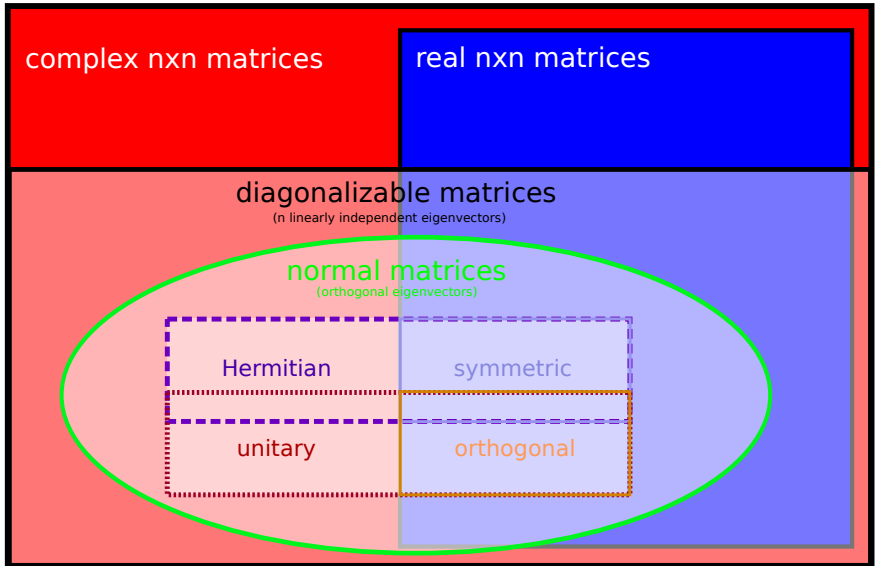 complex nxn matrices
real nxn matrices
diagonalizable matrices
(n linearly independent eigenvectors)
normal matrices
(orthogonal eigenvectors)
Hermitian
symmetric
unitary
orthogonal